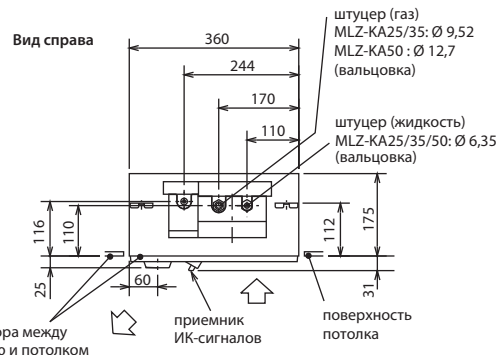 Вид справа
штуцер (газ)
MLZ-KA25/35: Ø 9,52
MLZ-KA50 : Ø 12,7
(вальцовка)
360
244
170
110
штуцер (жидкость)
MLZ-KA25/35/50: Ø 6,35
(вальцовка)
116
110
25
60
112
175
31
ора между
ю и потолком
приемник
ИК-сигналов
поверхность
потолка